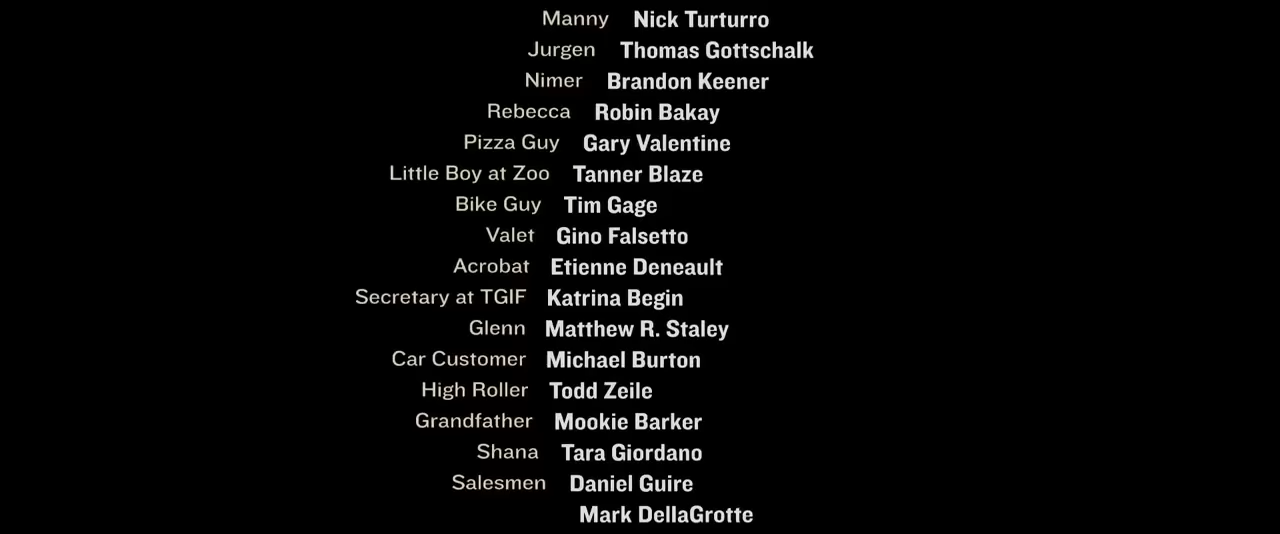 Manny Nick Turturro
Jurgen Thomas Gottschalk
Nimer Brandon Keener
Rebecca Robin Bakay
Pizza Guy Gary Valentine
Little Boy at Zoo Tanner Blaze
Bike Guy Tim Gage
Valet Gino Falsetto
Acrobat Etienne Deneault
Secretary at TGIF Katrina Begin
Glenn Matthew R. Staley
Car Customer Michael Burton
High Roller Todd Zeile
Grandfather Mookie Barker
Shana Tara Giordano
Salesmen Daniel Guire
Mark DellaGrotte